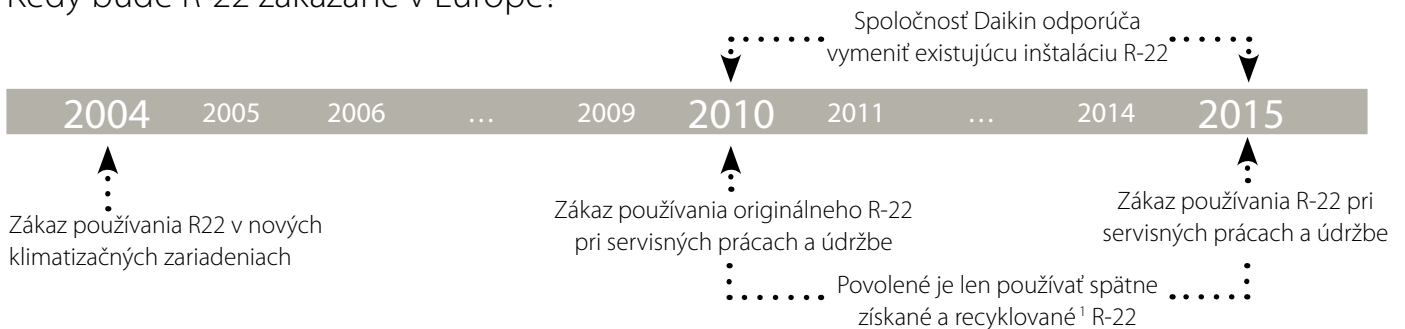 Kedy bude R-22 zakázané v Európe?
Spoločnosť Daikin odporúča
vymeniť existujúcu inštaláciu R-22
2004 2005 2006 ... 2009 2010 2011 ... 2014 2015
Zákaz používania R22 v nových
klimatizačných zariadeniach
Zákaz používania originálneho R-22
pri servisných prácach a údržbe
Zákaz používania R-22 pri
servisných prácach a údržbe
Povolené je len používať spätne
získané a recyklované ¹ R-22